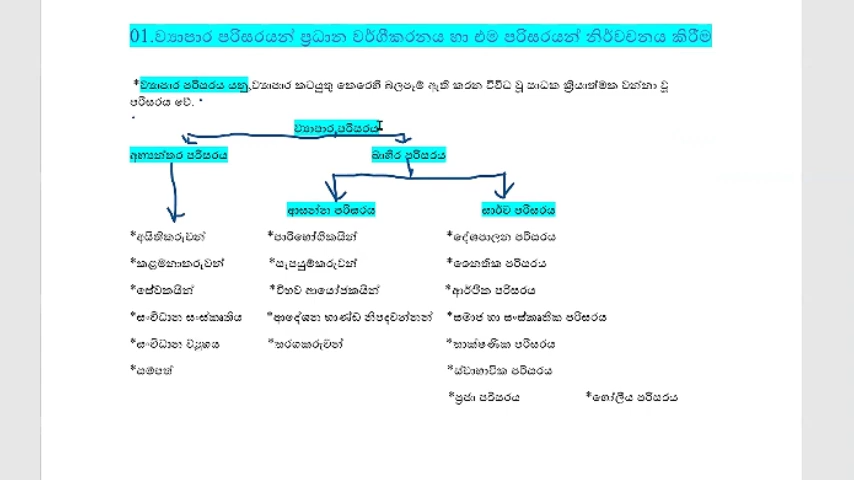 01.ව්‍යාපාර පරිසරයන් ප්‍රධාන වර්ගීකරනය හා එම පරිසරයන් නිර්වචනය කිරීම
*ව්‍යාපාර පරිසරය යනු,ව්‍යාපාර කටයුතු කෙරෙහි බලපෑම් ඇති කරන විවිධ වූ සාධක ක්‍රියාත්මක වන්නා වූ
පරිසරය වේ. *
*
ව්‍යාපාර පරිසරය
අභ්‍යන්තර පරිසරය බාහිර පරිසරය
ආසන්න පරිසරය සාර්ව පරිසරය
*අයිතිකරුවන් *පාරිභෝගිකයින් *දේශපාලන පරිසරය
*කළමනාකරුවන් *සැපයුම්කරුවන් *නෛතික පරිසරය
*සේවකයින් *විභව ආයෝජකයින් *ආර්ථික පරිසරය
*සංවිධාන සංස්කෘතිය *ආදේශන භාණ්ඩ නිපදවන්නන් *සමාජ හා සංස්කෘතික පරිසරය
*සංවිධාන ව්‍යුහය *තරගකරුවන් *තාක්ෂණික පරිසරය
*සම්පත් *ස්වාභාවික පරිසරය
*ප්‍රජා පරිසරය *ගෝලීය පරිසරය